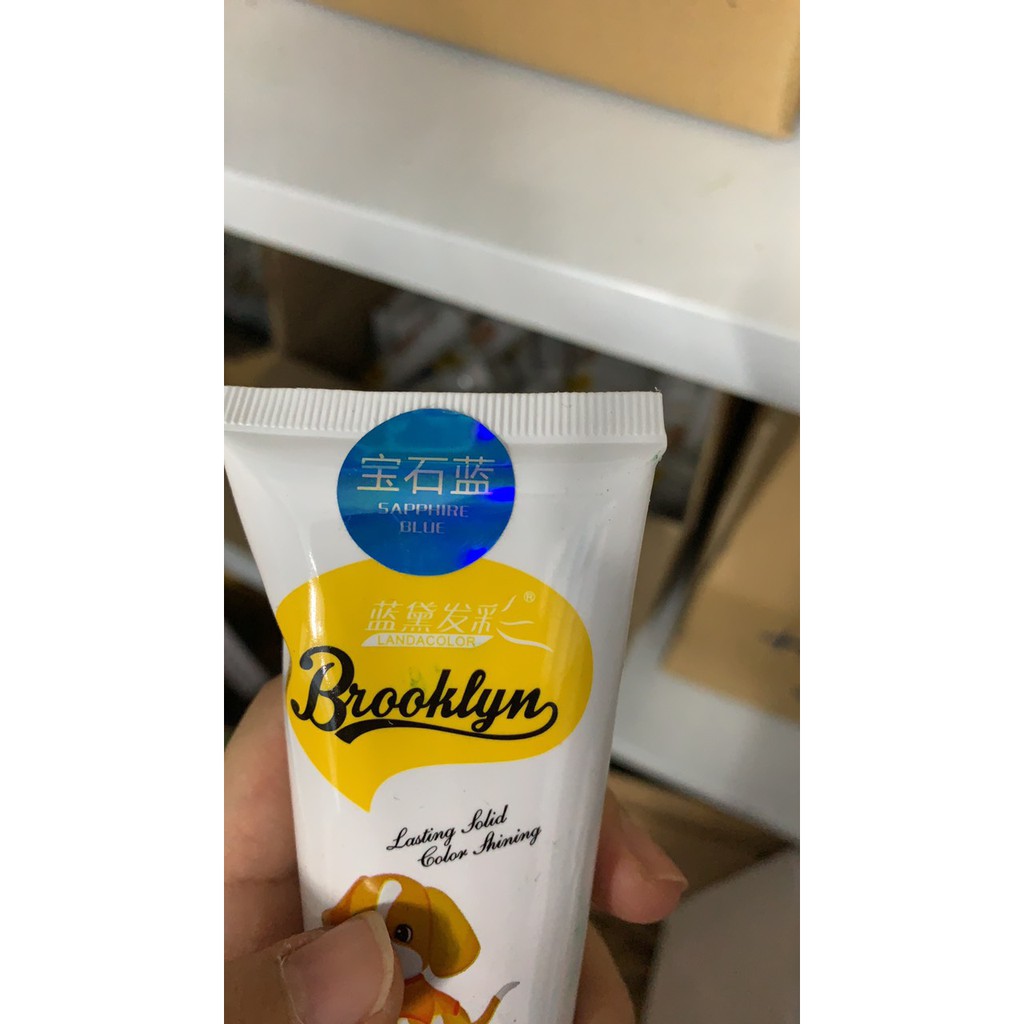 宝石蓝
SAPPHIRE
BLUE
蓝黛发彩®
LANDACOLOR
Brooklyn
Lasting Solid
Color Shining